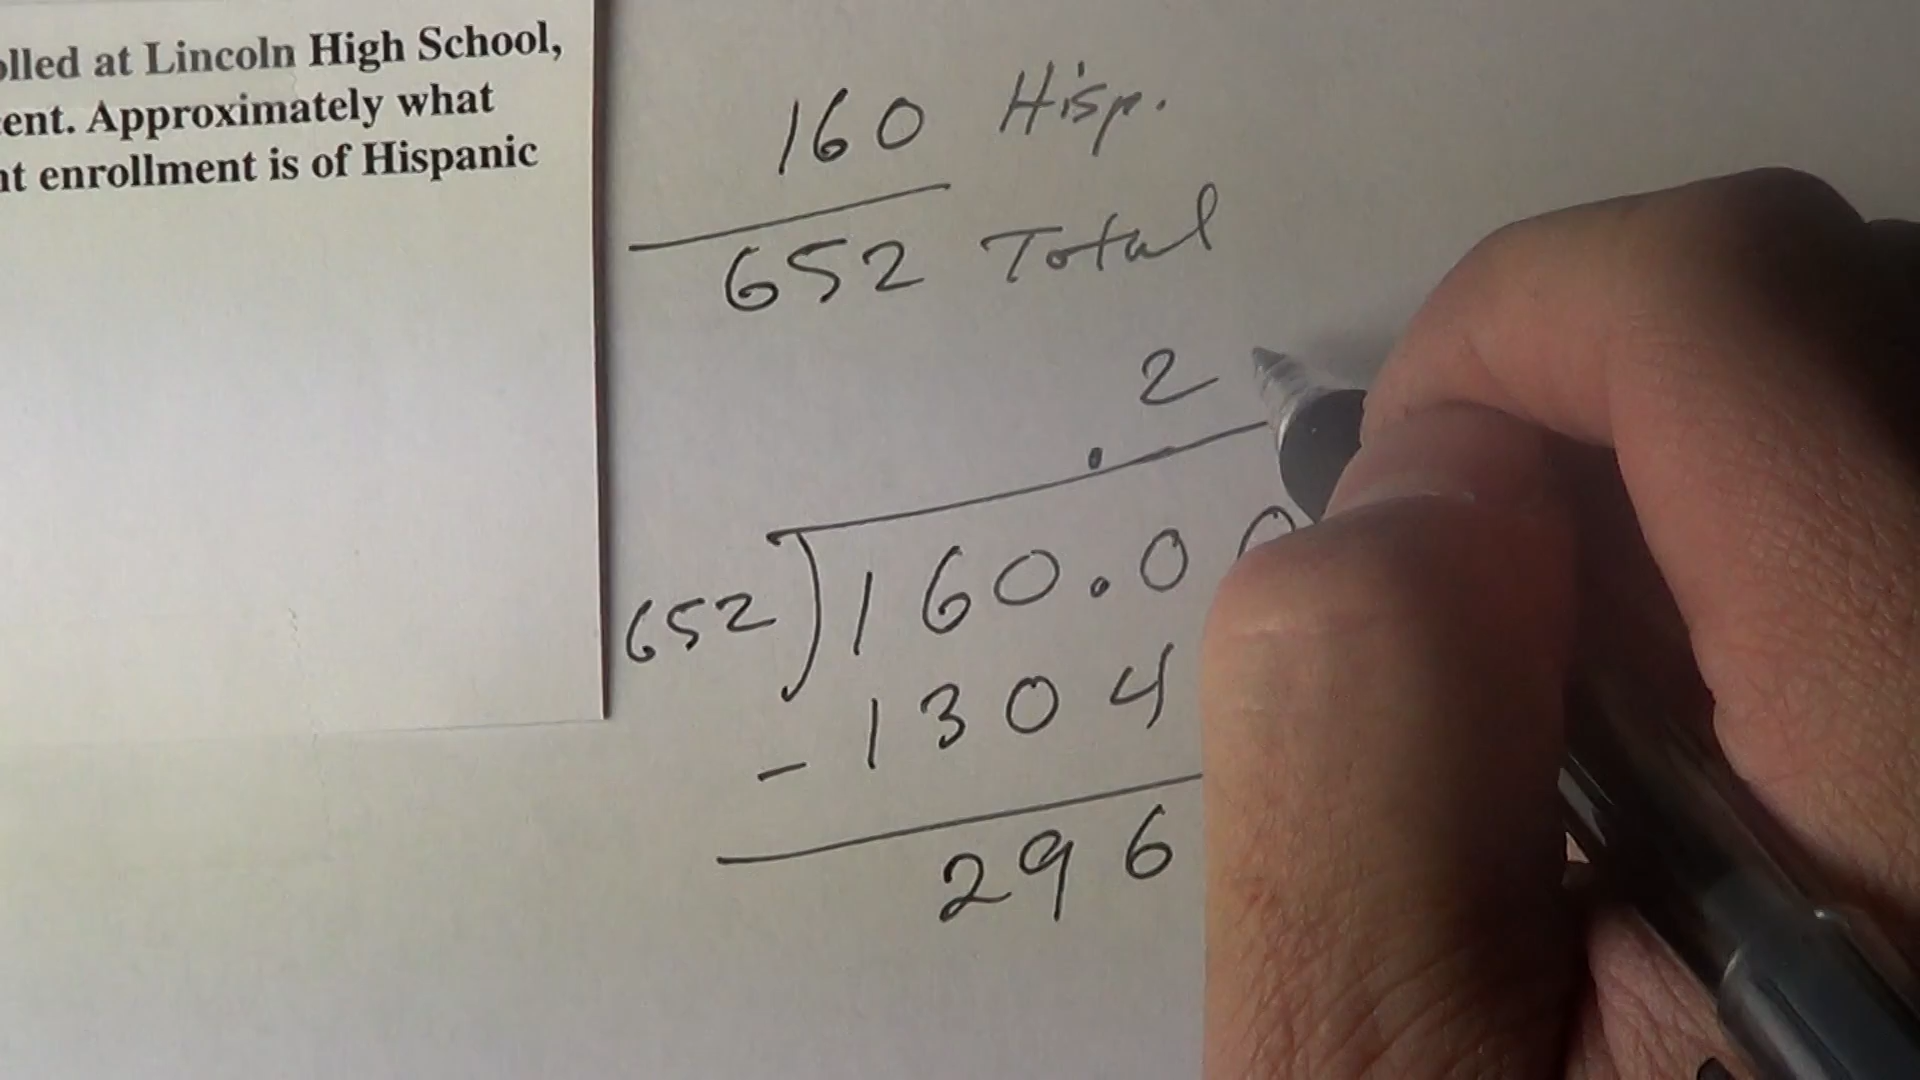 olled at Lincoln High School,
ent. Approximately what
nt enrollment is of Hispanic
160 Hisp.
652 Total
. 2
652 160.00
- 1304
296